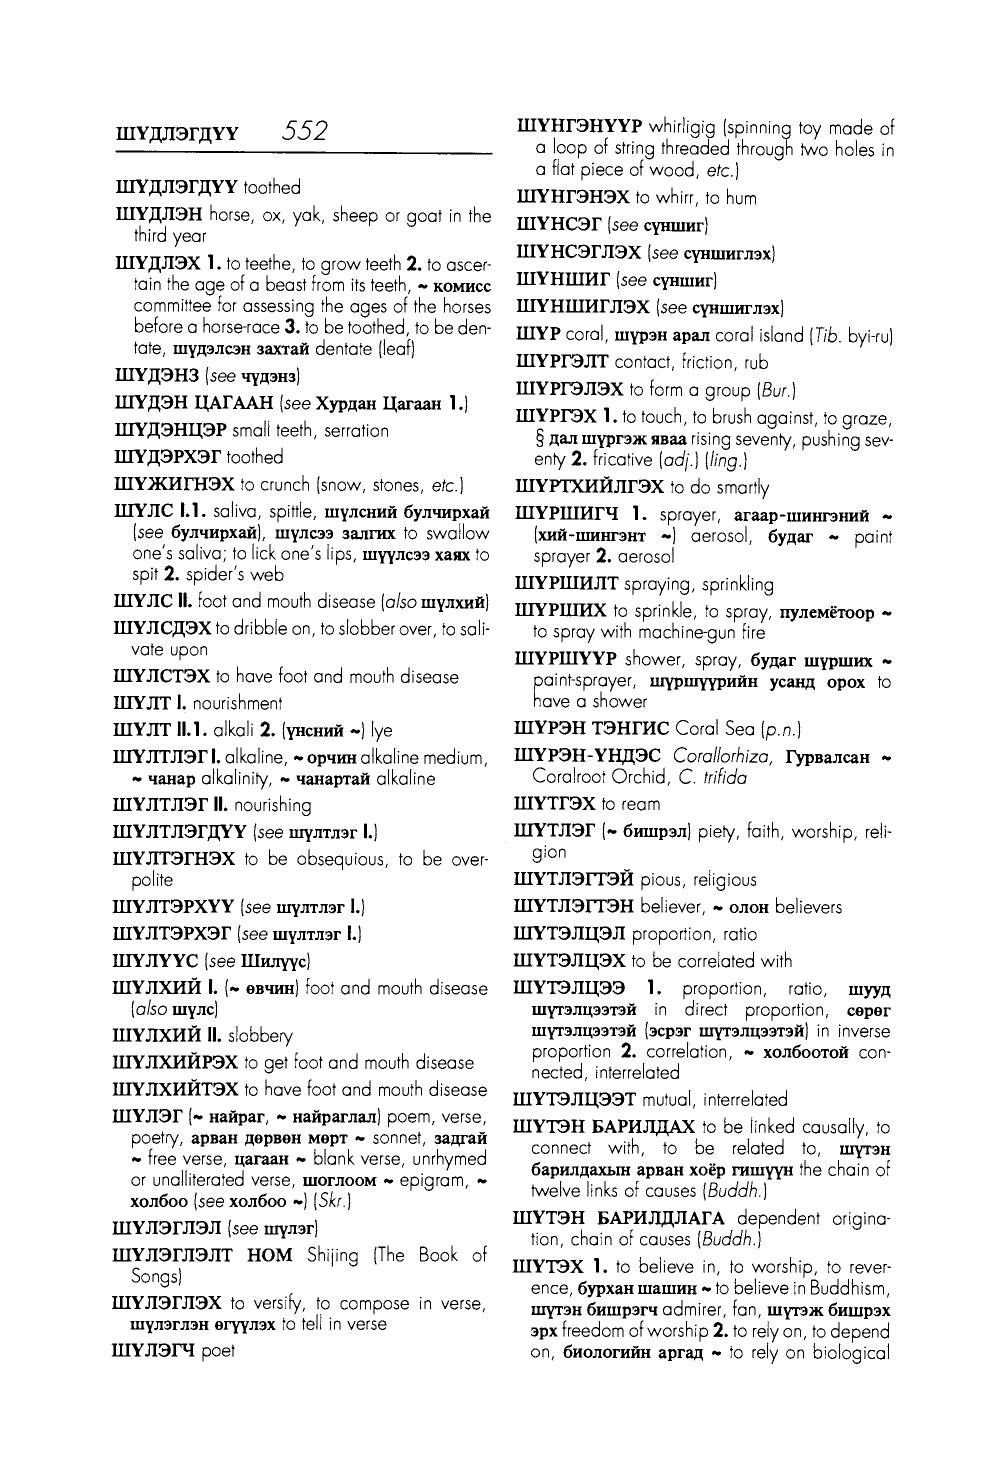 ШҮДЛЭГДҮҮ 552
ШҮДЛЭГДҮҮ toothed
ШҮДЛЭН horse, ox, yak, sheep or goat in the
third year
ШҮДЛЭХ 1. to teethe, to grow teeth 2. to ascer-
tain the age of a beast from its teeth, ~ комисс
committee for assessing the ages of the horses
before a horse-race 3. to be toothed, to be den-
tate, шүдэлсэн захтай dentate (leaf)
ШҮДЭНЗ (see чүдэнз)
ШҮДЭН ЦАГААН (see Хурдан Цагаан 1.)
ШҮДЭНЦЭР small teeth, serration
ШҮДЭРХЭГ toothed
ШҮЖИГНЭХ to crunch (snow, stones, etc.)
ШҮЛС I.1. saliva, spittle, шүлсний булчирхай
(see булчирхай), шүлсээ залгих to swallow
one's saliva; to lick one's lips, шүүлсээ хаях to
spit 2. spider's web
ШҮЛС II. foot and mouth disease (also шүлхий)
ШҮЛСДЭХ to dribble on, to slobber over, to sali-
vate upon
ШҮЛСТЭХ to have foot and mouth disease
ШҮЛТ I. nourishment
ШҮЛТ II.1. alkali 2. (үнсний ~) lye
ШҮЛТЛЭГ I. alkaline, ~ орчин alkaline medium,
~ чанар alkalinity, ~ чанартай alkaline
ШҮЛТЛЭГ II. nourishing
ШҮЛТЛЭГДҮҮ (see шүлтлэг I.)
ШҮЛТЭГНЭХ to be obsequious, to be over-
polite
ШҮЛТЭРХҮҮ (see шүлтлэг I.)
ШҮЛТЭРХЭГ (see шүлтлэг I.)
ШҮЛҮҮС (see Шилүүс)
ШҮЛХИЙ I. (~ өвчин) foot and mouth disease
(also шүлс)
ШҮЛХИЙ II. slobbery
ШҮЛХИЙРЭХ to get foot and mouth disease
ШҮЛХИЙТЭХ to have foot and mouth disease
ШҮЛЭГ (~ найраг, ~ найраглал) poem, verse,
poetry, арван дөрвөн мөрт ~ sonnet, задгай
~ free verse, цагаан ~ blank verse, unrhymed
or unalliterated verse, шоглоом ~ epigram, ~
холбоо (see холбоо ~) (Skr.)
ШҮЛЭГЛЭЛ (see шүлэг)
ШҮЛЭГЛЭЛТ НОМ Shijing (The Book of
Songs)
ШҮЛЭГЛЭХ to versify, to compose in verse,
шүлэглэн өгүүлэх to tell in verse
ШҮЛЭГЧ poet
ШҮНГЭНҮҮР whirligig (spinning toy made of
a loop of string threaded through two holes in
a flat piece of wood, etc.)
ШҮНГЭНЭХ to whirr, to hum
ШҮНСЭГ (see сүншиг)
ШҮНСЭГЛЭХ (see сүншиглэх)
ШҮНШИГ (see сүншиг)
ШҮНШИГЛЭХ (see сүншиглэх)
ШҮР coral, шүрэн арал coral island (Tib. byi-ru)
ШҮРГЭЛТ contact, friction, rub
ШҮРГЭЛЭХ to form a group (Bur.)
ШҮРГЭХ 1. to touch, to brush against, to graze,
§ дал шүргэж яваа rising seventy, pushing sev-
enty 2. fricative (adj.) (ling.)
ШҮРТХИЙЛГЭХ to do smartly
ШҮРШИГЧ 1. sprayer, агаар-шингэний ~
(хий-шингэнт ~) aerosol, будаг ~ paint
sprayer 2. aerosol
ШҮРШИЛТ spraying, sprinkling
ШҮРШИХ to sprinkle, to spray, пулемётоор ~
to spray with machine-gun fire
ШҮРШҮҮР shower, spray, будаг шүрших ~
paint-sprayer, шүршүүрийн усанд орох to
have a shower
ШҮРЭН ТЭНГИС Coral Sea (p.n.)
ШҮРЭН-ҮНДЭС Corallorhiza, Гурвалсан ~
Coralroot Orchid, C. trifida
ШҮТГЭХ to ream
ШҮТЛЭГ (~ бишрэл) piety, faith, worship, reli-
gion
ШҮТЛЭГТЭЙ pious, religious
ШҮТЛЭГТЭН believer, ~ олон believers
ШҮТЭЛЦЭЛ proportion, ratio
ШҮТЭЛЦЭХ to be correlated with
ШҮТЭЛЦЭЭ 1. proportion, ratio, шууд
шүтэлцээтэй in direct proportion, сөрөг
шүтэлцээтэй (эсрэг шүтэлцээтэй) in inverse
proportion 2. correlation, ~ холбоотой con-
nected, interrelated
ШҮТЭЛЦЭЭТ mutual, interrelated
ШҮТЭН БАРИЛДАХ to be linked causally, to
connect with, to be related to, шүтэн
барилдахын арван хоёр гишүүн the chain of
twelve links of causes (Buddh.)
ШҮТЭН БАРИЛДЛАГА dependent origina-
tion, chain of causes (Buddh.)
ШҮТЭХ 1. to believe in, to worship, to rever-
ence, бурхан шашин ~ to believe in Buddhism,
шүтэн бишрэгч admirer, fan, шүтэж бишрэх
эрх freedom of worship 2. to rely on, to depend
on, биологийн аргад ~ to rely on biological